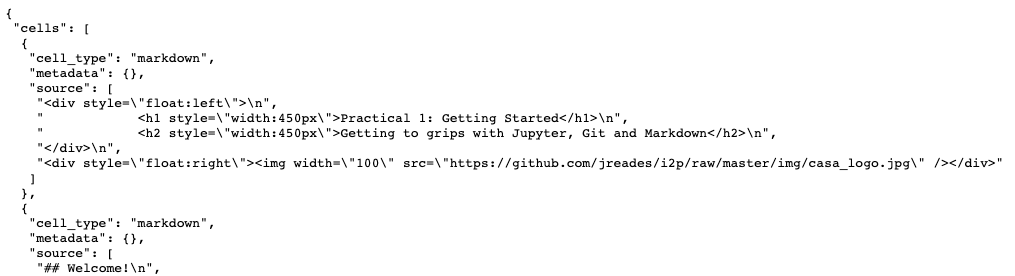 {
 "cells": [
  {
   "cell_type": "markdown",
   "metadata": {},
   "source": [
    "<div style=\"float:left\">\n",
    "            <h1 style=\"width:450px\">Practical 1: Getting Started</h1>\n",
    "            <h2 style=\"width:450px\">Getting to grips with Jupyter, Git and Markdown</h2>\n",
    "</div>\n",
    "<div style=\"float:right\"><img width=\"100\" src=\"https://github.com/jreades/i2p/raw/master/img/casa_logo.jpg\" /></div>"
   ]
  },
  {
   "cell_type": "markdown",
   "metadata": {},
   "source": [
    "## Welcome!\n",